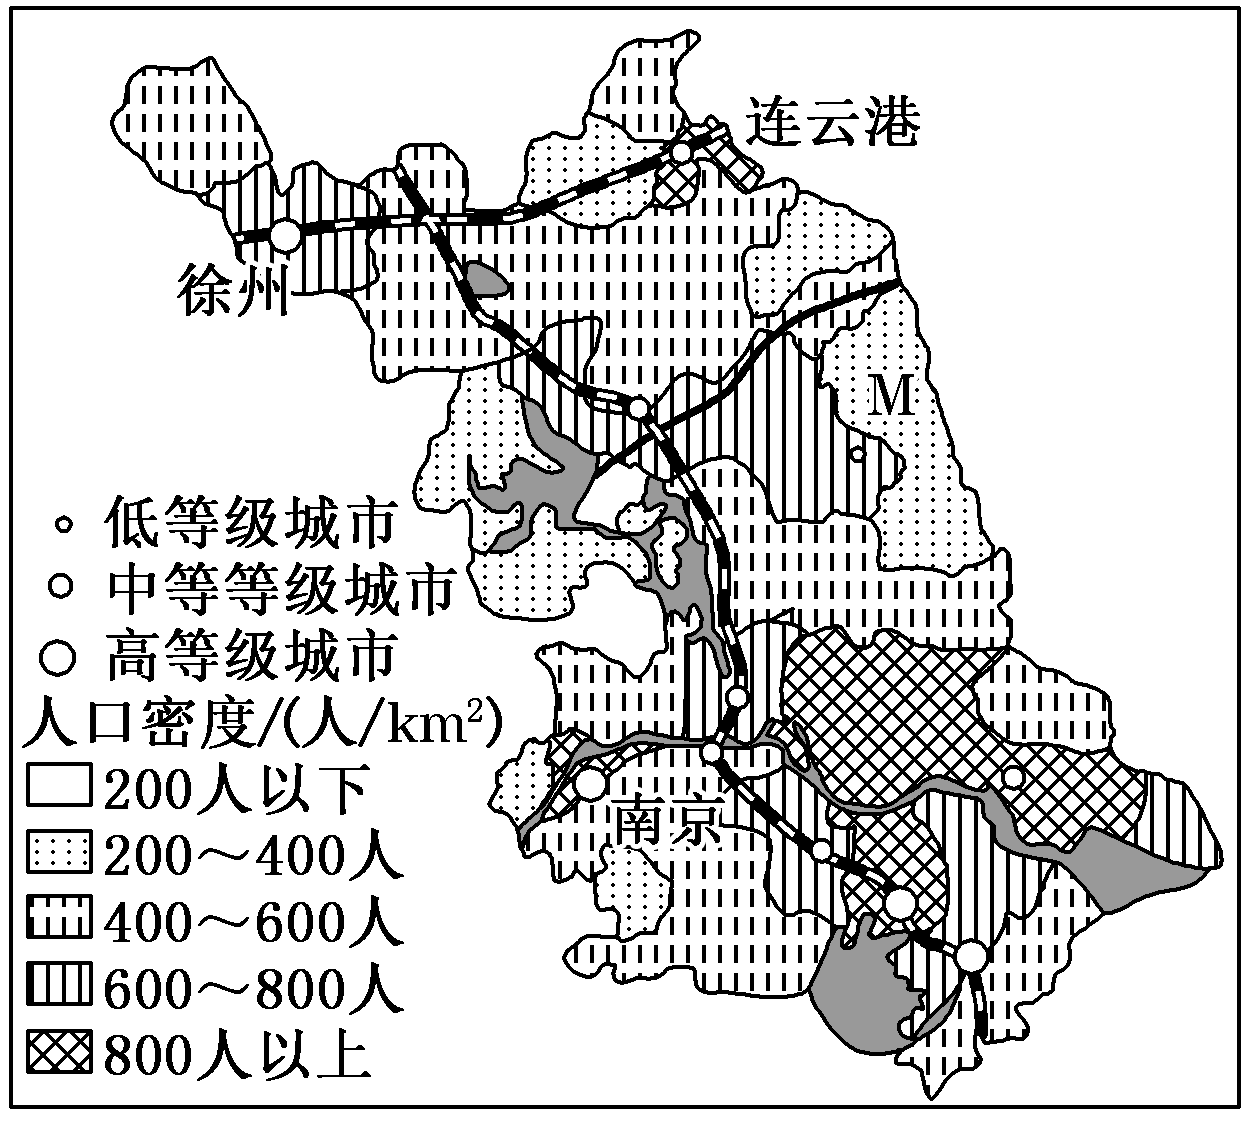 连云港
徐州
M
低等级城市
中等等级城市
高等级城市
人口密度/(人/km²)
200人以下
200～400人
400～600人
600～800人
800人以上
南京